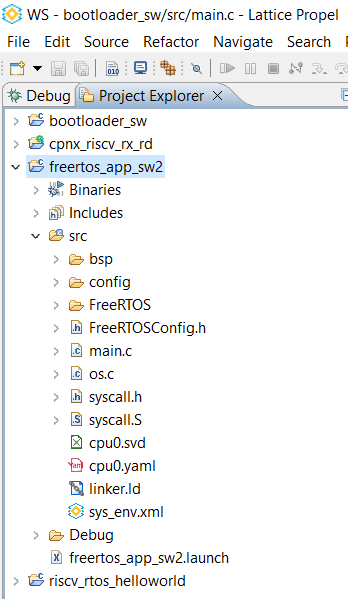 WS - bootloader_sw/src/main.c - Lattice Propel
File Edit Source Refactor Navigate Search
Debug Project Explorer
bootloader_sw
cpnx_riscv_rx_rd
freertos_app_sw2
Binaries
Includes
src
bsp
config
FreeRTOS
FreeRTOSConfig.h
main.c
os.c
syscall.h
syscall.S
cpu0.svd
cpu0.yaml
linker.ld
sys_env.xml
Debug
freertos_app_sw2.launch
riscv_rtos_helloworld